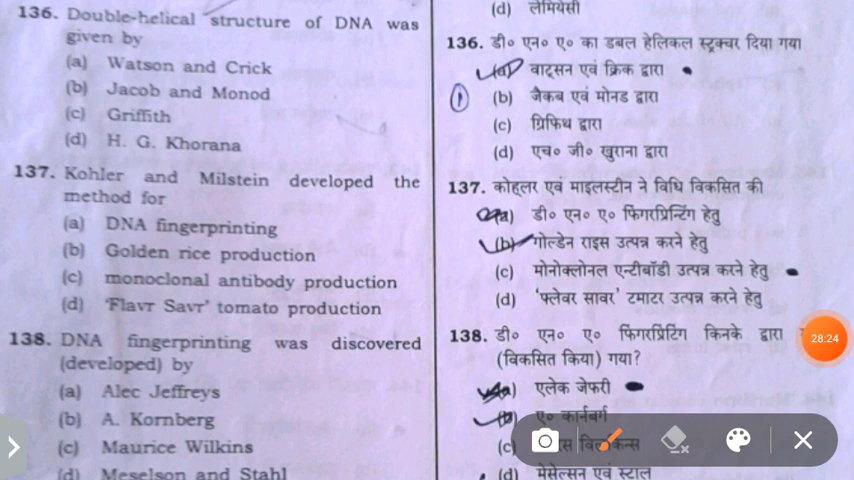 136. Double-helical structure of DNA was
given by
(a) Watson and Crick
(b) Jacob and Monod
(c) Griffith
(d) H. G. Khorana
137. Kohler and Milstein developed the
method for
(a) DNA fingerprinting
(b) Golden rice production
(c) monoclonal antibody production
(d) 'Flavr Savr' tomato production
138. DNA fingerprinting was discovered
(developed) by
(a) Alec Jeffreys
(b) A. Kornberg
(c) Maurice Wilkins
(d) Meselson and Stahl
(d) लेमियेसी
136. डी० एन० ए० का डबल हेलिकल स्ट्रक्चर दिया गया
(a) वाट्सन एवं क्रिक द्वारा
(b) जैकब एवं मोनड द्वारा
(c) ग्रिफिथ द्वारा
(d) एच० जी० खुराना द्वारा
137. कोह्लर एवं माइलस्टीन ने विधि विकसित की
(a) डी० एन० ए० फिंगरप्रिन्टिंग हेतु
(b) गोल्डेन राइस उत्पन्न करने हेतु
(c) मोनोक्लोनल एन्टीबॉडी उत्पन्न करने हेतु
(d) 'फ्लेवर सावर' टमाटर उत्पन्न करने हेतु
138. डी० एन० ए० फिंगरप्रिंटिंग किनके द्वारा
(विकसित किया) गया?
(a) एलेक जेफरी
(b) ए० कार्नबर्ग
(c)
(d) मेसेल्सन एवं स्टाल
28:24